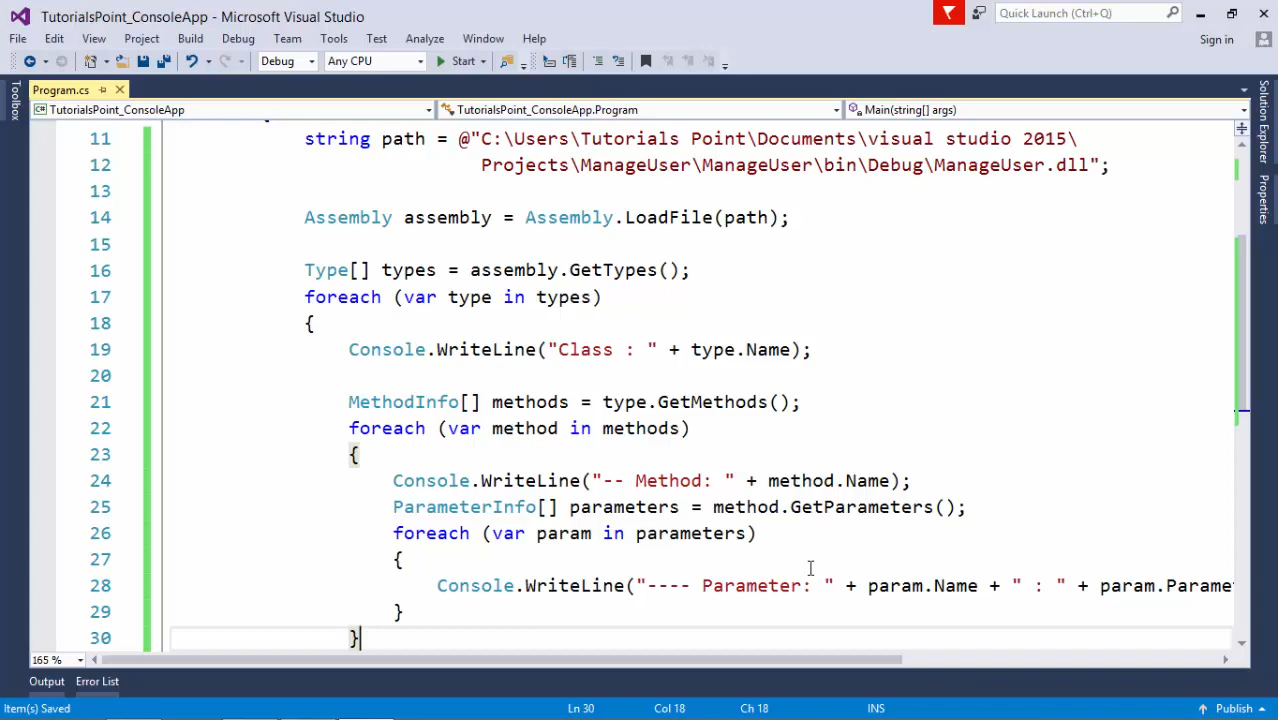 TutorialsPoint_ConsoleApp - Microsoft Visual Studio
Quick Launch (Ctrl+Q)
File Edit View Project Build Debug Team Tools Test Analyze Window Help
Sign in
Debug Any CPU Start
Program.cs
TutorialsPoint_ConsoleApp TutorialsPoint_ConsoleApp.Program Main(string[] args)
Toolbox
Solution Explorer
Properties
11 string path = @"C:\Users\Tutorials Point\Documents\visual studio 2015\
12 Projects\ManageUser\ManageUser\bin\Debug\ManageUser.dll";
13
14 Assembly assembly = Assembly.LoadFile(path);
15
16 Type[] types = assembly.GetTypes();
17 foreach (var type in types)
18 {
19 Console.WriteLine("Class : " + type.Name);
20
21 MethodInfo[] methods = type.GetMethods();
22 foreach (var method in methods)
23 {
24 Console.WriteLine("-- Method: " + method.Name);
25 ParameterInfo[] parameters = method.GetParameters();
26 foreach (var param in parameters)
27 {
28 Console.WriteLine("---- Parameter: " + param.Name + " : " + param.Parame
29 }
30 }
165 %
Output Error List
Item(s) Saved Ln 30 Col 18 Ch 18 INS Publish